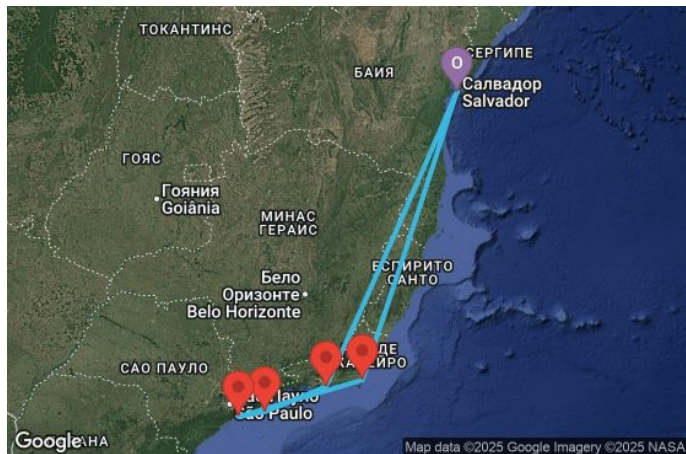 ТОКАНТИНС
СЕРГИПЕ
О
БАИЯ
Салвадор
Salvador
ГОЯС
Гояния
Goiânia
МИНАС
ГЕРАИС
ЕСПИРИТО
САНТО
Бело
Оризонте
Belo Horizonte
ДЕ
САО ПАУЛО
São Paulo
Google
Map data ©2025 Google Imagery ©2025 NASA